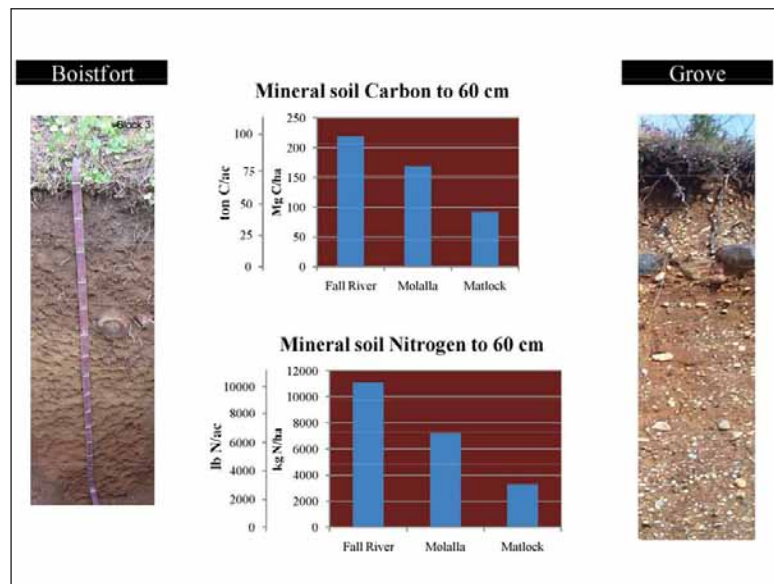 Boistfort
Block 3
Mineral soil Carbon to 60 cm
ton C/ac
100
75
50
25
0
Mg C/ha
250
200
150
100
50
0
Fall River Molalla Matlock
Mineral soil Nitrogen to 60 cm
lb N/ac
10000
8000
6000
4000
2000
0
kg N/ha
12000
10000
8000
6000
4000
2000
0
Fall River Molalla Matlock
Grove